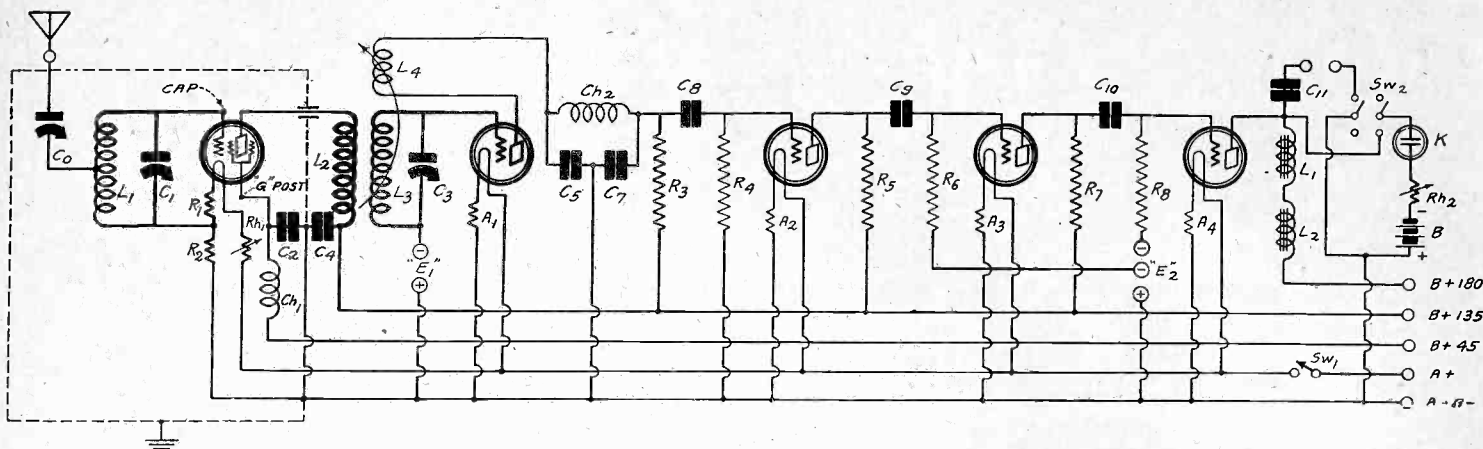 CAP
C0
L1
C1
R1
R2
Rh1
"G" POST
C2
C4
Ch1
L2
L4
L3
C3
"E1"
A1
Ch2
C5
C7
C8
R3
R4
A2
C9
R5
R6
A3
C10
R7
R8
"E2"
A4
C11
L1
L2
Sw2
K
Rh2
B
B+180
B+135
B+45
Sw1
A+
A-B-